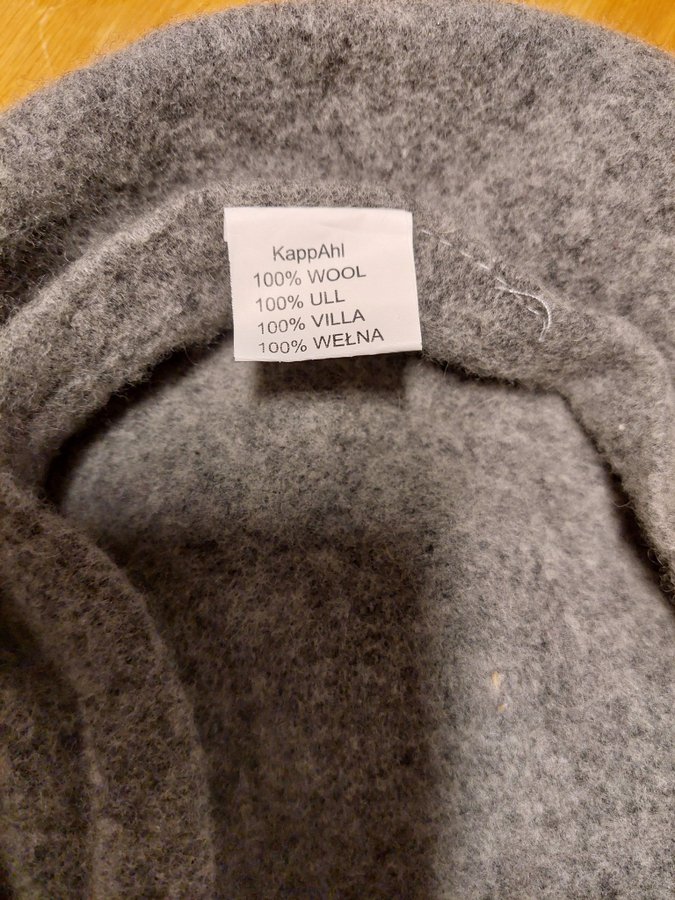 KappAhl
100% WOOL
100% ULL
100% VILLA
100% WEŁNA